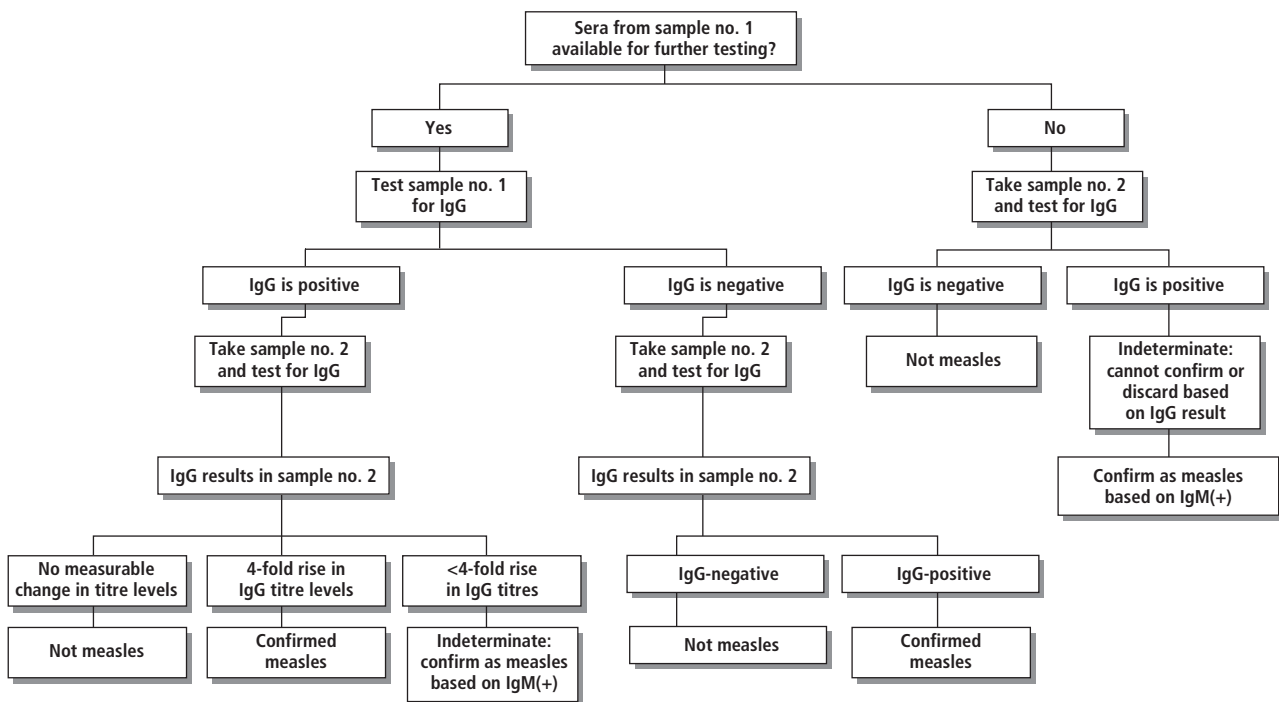 Sera from sample no. 1
available for further testing?
Yes
No
Test sample no. 1
for IgG
Take sample no. 2
and test for IgG
IgG is positive
IgG is negative
IgG is negative
IgG is positive
Take sample no. 2
and test for IgG
Take sample no. 2
and test for IgG
Not measles
Indeterminate:
cannot confirm or
discard based
on IgG result
IgG results in sample no. 2
IgG results in sample no. 2
Confirm as measles
based on IgM(+)
No measurable
change in titre levels
4-fold rise in
IgG titre levels
<4-fold rise
in IgG titres
IgG-negative
IgG-positive
Not measles
Confirmed
measles
Indeterminate:
confirm as measles
based on IgM(+)
Not measles
Confirmed
measles